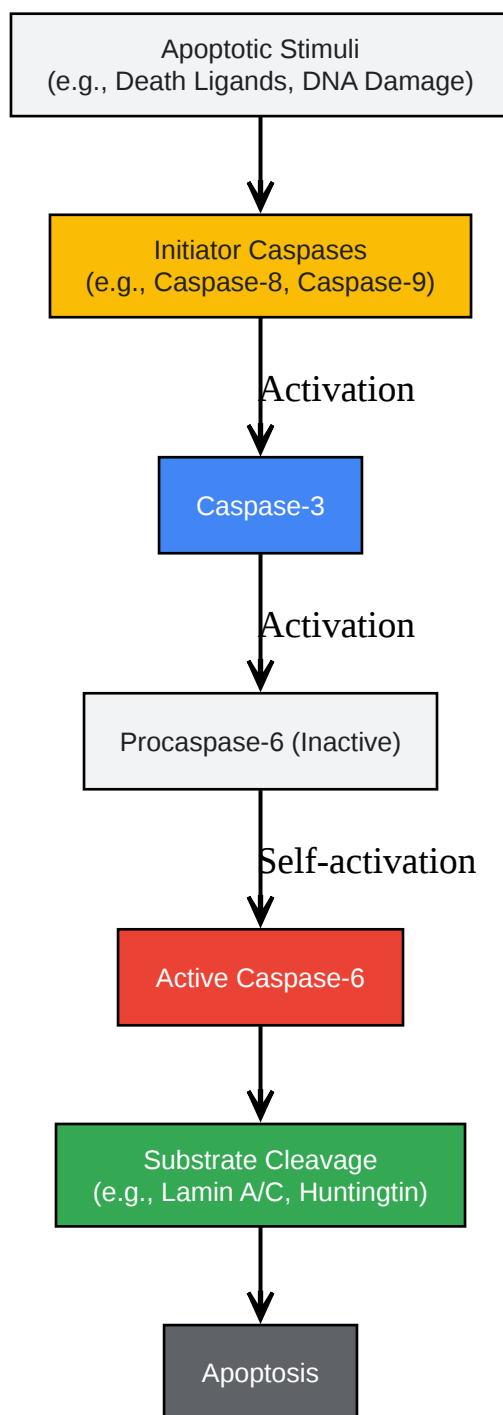 Apoptotic Stimuli
(e.g., Death Ligands, DNA Damage)
Initiator Caspases
(e.g., Caspase-8, Caspase-9)
Activation
Caspase-3
Activation
Procaspase-6 (Inactive)
Self-activation
Active Caspase-6
Substrate Cleavage
(e.g., Lamin A/C, Huntingtin)
Apoptosis